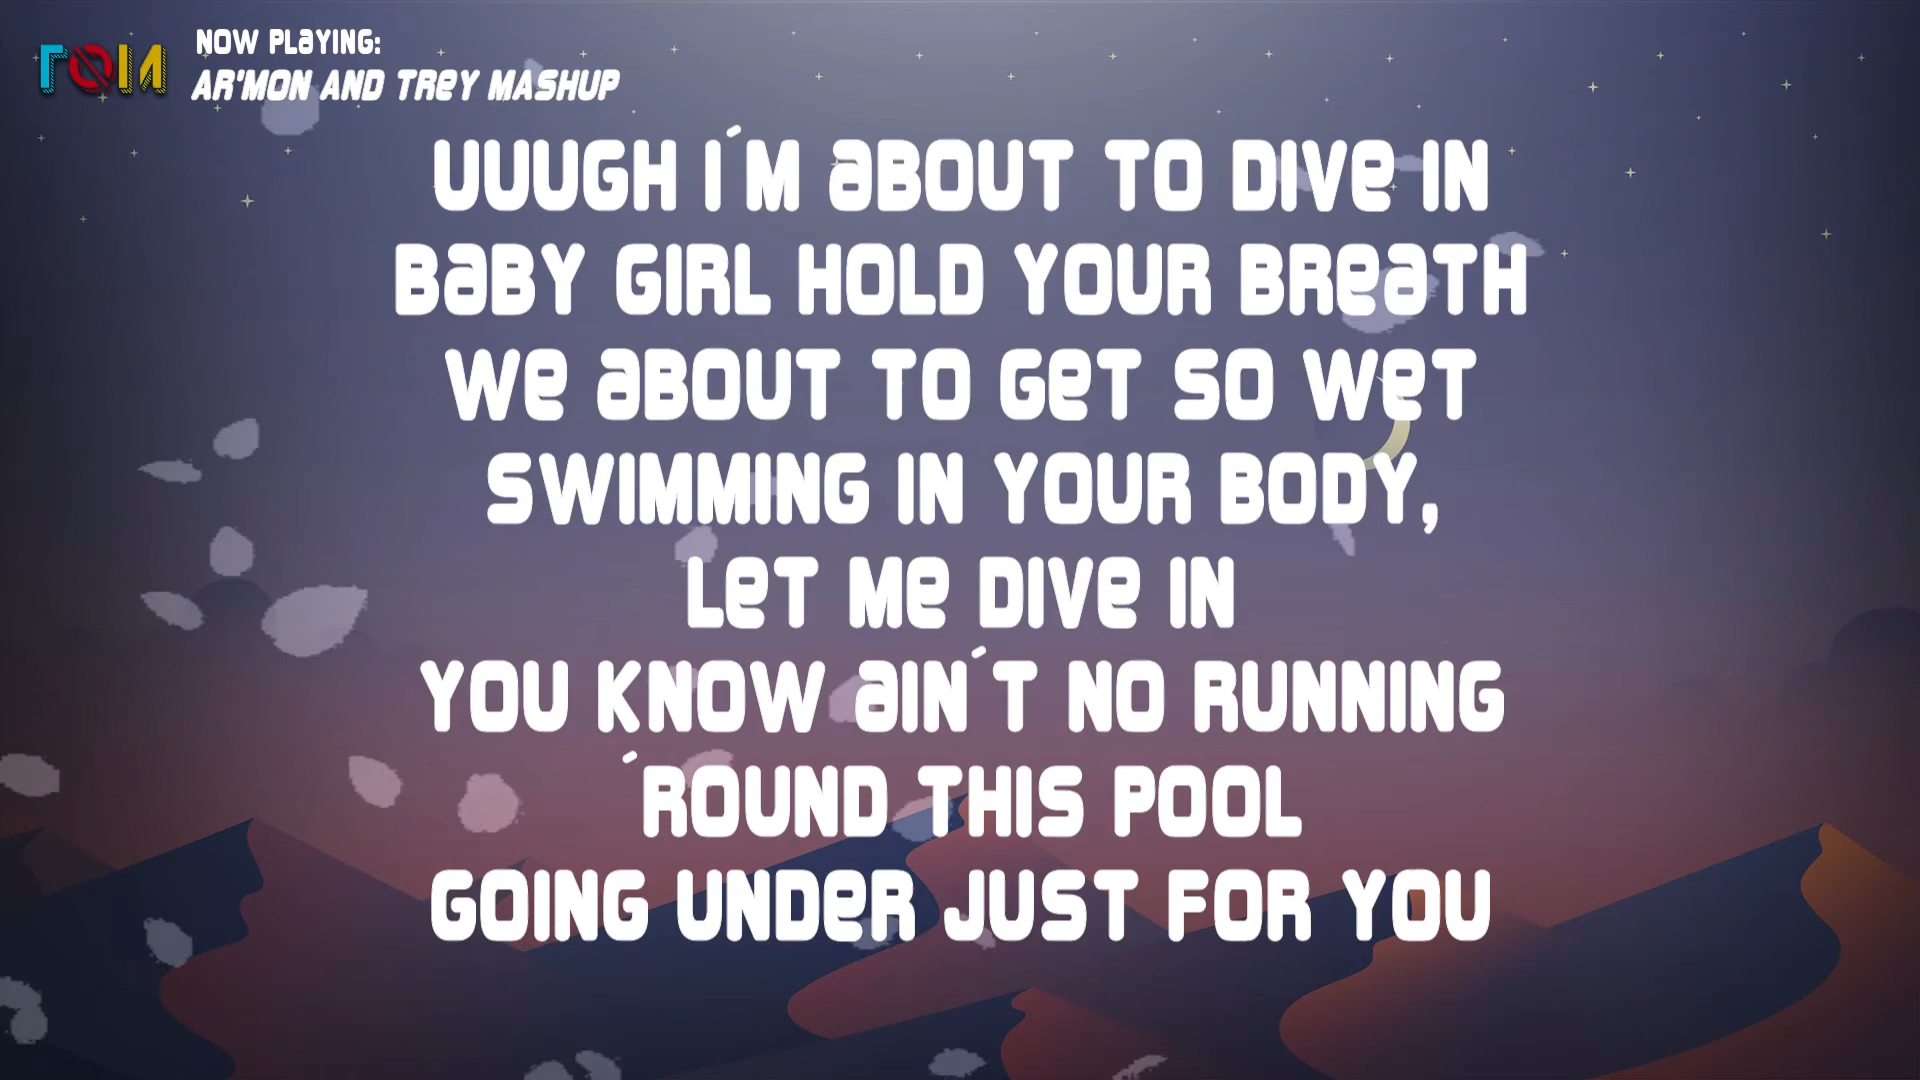 ГОИ
NOW PLAYING:
AR'MON AND TREY MASHUP
UUUGH I´M ABOUT TO DIVE IN
BABY GIRL HOLD YOUR BREATH
WE ABOUT TO GET SO WET
SWIMMING IN YOUR BODY,
LET ME DIVE IN
YOU KNOW AIN´T NO RUNNING
´ROUND THIS POOL
GOING UNDER JUST FOR YOU